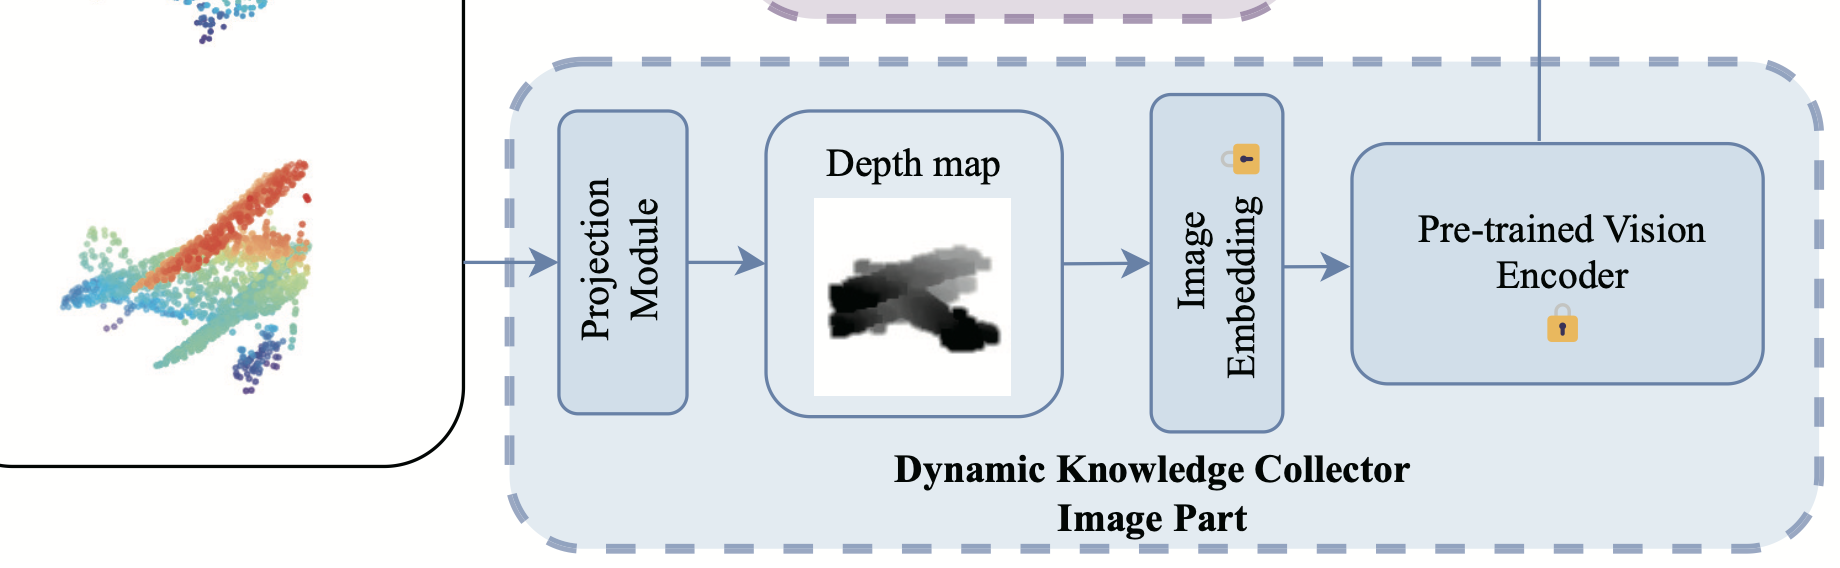 Projection
Module
Depth map
Image
Embedding
Pre-trained Vision
Encoder
Dynamic Knowledge Collector
Image Part